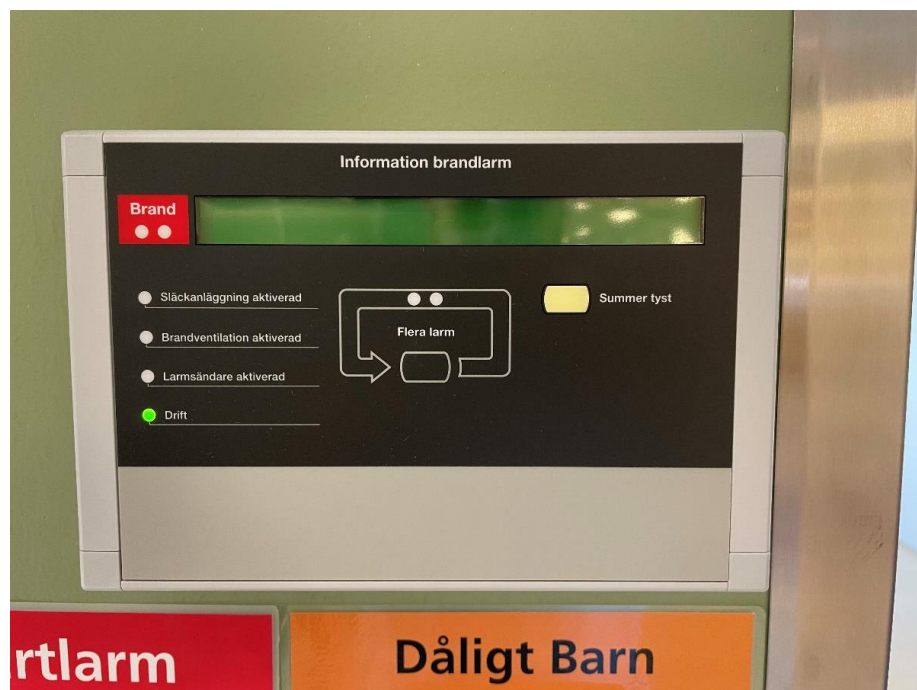 Information brandlarm
Brand
Släckanläggning aktiverad
Brandventilation aktiverad
Larmsändare aktiverad
Drift
Flera larm
Summer tyst
rtlarm
Dåligt Barn